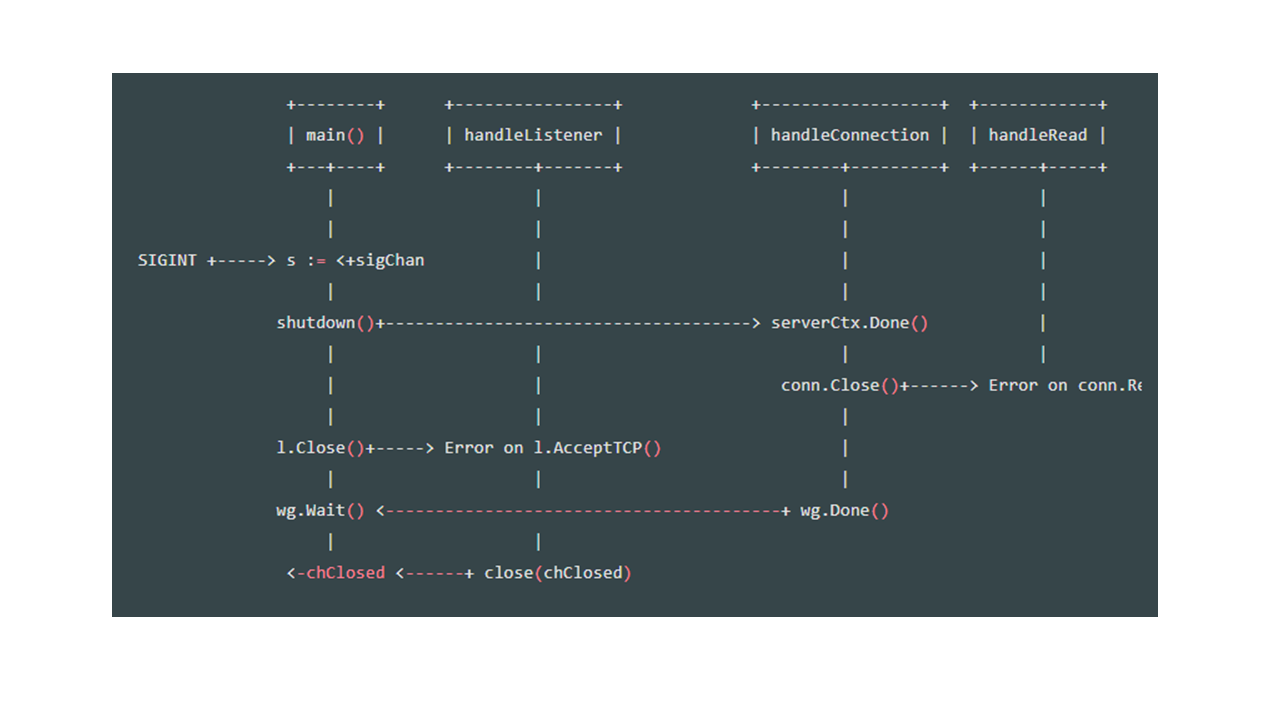 +--------+      +----------------+             +------------------+  +------------+
| main() |      | handleListener |             | handleConnection |  | handleRead |
+---+----+      +--------+-------+             +--------+---------+  +------+-----+
|                    |                              |                   |
|                    |                              |                   |
SIGINT +-----> s := <+sigChan           |                              |                   |
|                    |                              |                   |
shutdown()+-------------------------------------> serverCtx.Done()           |
|                    |                              |                   |
|                    |                        conn.Close()+------> Error on conn.Re
|                    |                              |
l.Close()+-----> Error on l.AcceptTCP()                  |
|                    |                              |
wg.Wait() <----------------------------------------+ wg.Done()
|                    |
<-chClosed <------+ close(chClosed)